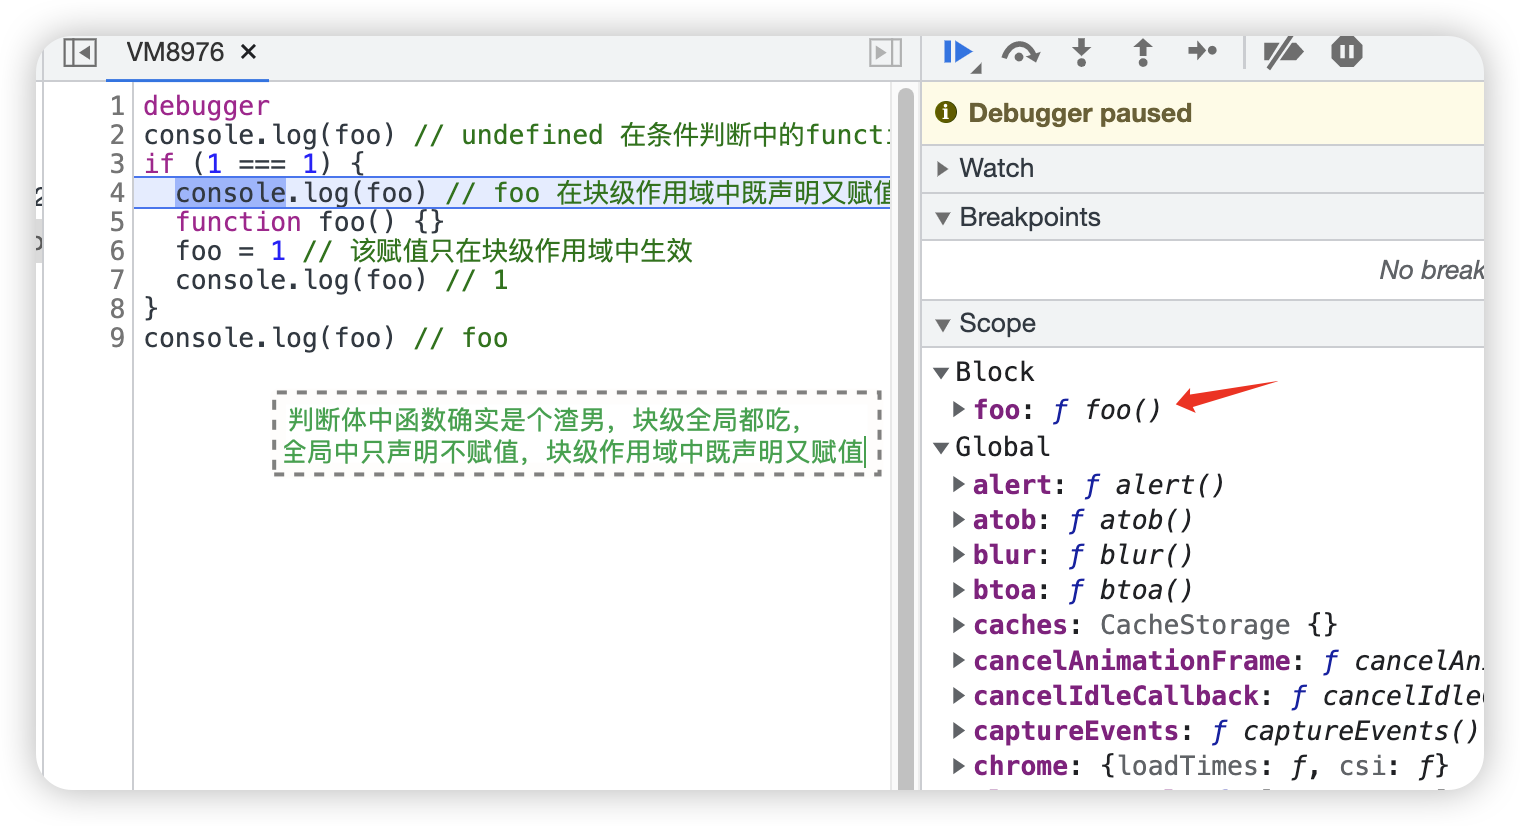 VM8976 ×
1 debugger
2 console.log(foo) // undefined 在条件判断中的functi
3 if (1 === 1) {
4 console.log(foo) // foo 在块级作用域中既声明又赋值
5 function foo() {}
6 foo = 1 // 该赋值只在块级作用域中生效
7 console.log(foo) // 1
8 }
9 console.log(foo) // foo
判断体中函数确实是个渣男，块级全局都吃，
全局中只声明不赋值，块级作用域中既声明又赋值
Debugger paused
Watch
Breakpoints
No break
Scope
Block
foo: ƒ foo()
Global
alert: ƒ alert()
atob: ƒ atob()
blur: ƒ blur()
btoa: ƒ btoa()
caches: CacheStorage {}
cancelAnimationFrame: ƒ cancelAni
cancelIdleCallback: ƒ cancelIdle
captureEvents: ƒ captureEvents()
chrome: {loadTimes: ƒ, csi: ƒ}